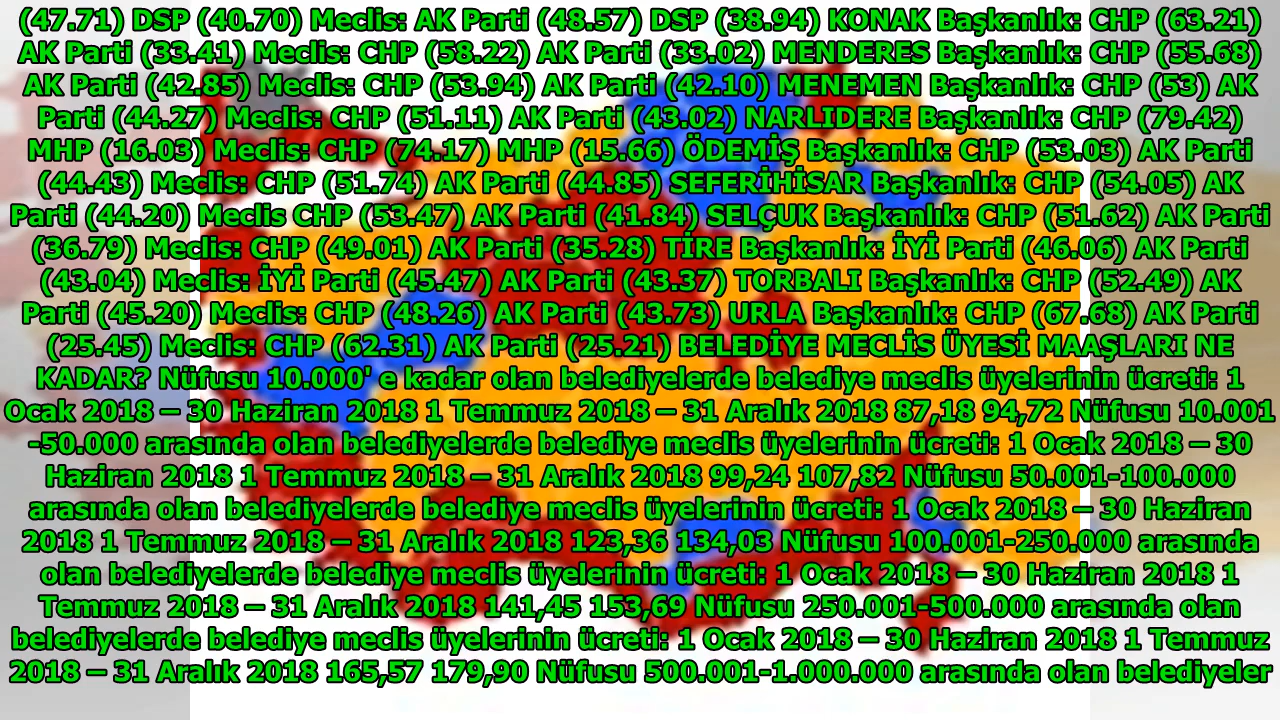 (47.71) DSP (40.70) Meclis: AK Parti (48.57) DSP (38.94) KONAK Başkanlık: CHP (63.21)
AK Parti (33.41) Meclis: CHP (58.22) AK Parti (33.02) MENDERES Başkanlık: CHP (55.68)
AK Parti (42.85) Meclis: CHP (53.94) AK Parti (42.10) MENEMEN Başkanlık: CHP (53) AK
Parti (44.27) Meclis: CHP (51.11) AK Parti (43.02) NARLIDERE Başkanlık: CHP (79.42)
MHP (16.03) Meclis: CHP (74.17) MHP (15.66) ÖDEMİŞ Başkanlık: CHP (53.03) AK Parti
(44.43) Meclis: CHP (51.74) AK Parti (44.85) SEFERİHİSAR Başkanlık: CHP (54.05) AK
Parti (44.20) Meclis CHP (53.47) AK Parti (41.84) SELÇUK Başkanlık: CHP (51.62) AK Parti
(36.79) Meclis: CHP (49.01) AK Parti (35.28) TİRE Başkanlık: İYİ Parti (46.06) AK Parti
(43.04) Meclis: İYİ Parti (45.47) AK Parti (43.37) TORBALI Başkanlık: CHP (52.49) AK
Parti (45.20) Meclis: CHP (48.26) AK Parti (43.73) URLA Başkanlık: CHP (67.68) AK Parti
(25.45) Meclis: CHP (62.31) AK Parti (25.21) BELEDİYE MECLİS ÜYESİ MAAŞLARI NE
KADAR? Nüfusu 10.000' e kadar olan belediyelerde belediye meclis üyelerinin ücreti: 1
Ocak 2018 – 30 Haziran 2018 1 Temmuz 2018 – 31 Aralık 2018 87,18 94,72 Nüfusu 10.001
-50.000 arasında olan belediyelerde belediye meclis üyelerinin ücreti: 1 Ocak 2018 – 30
Haziran 2018 1 Temmuz 2018 – 31 Aralık 2018 99,24 107,82 Nüfusu 50.001-100.000
arasında olan belediyelerde belediye meclis üyelerinin ücreti: 1 Ocak 2018 – 30 Haziran
2018 1 Temmuz 2018 – 31 Aralık 2018 123,36 134,03 Nüfusu 100.001-250.000 arasında
olan belediyelerde belediye meclis üyelerinin ücreti: 1 Ocak 2018 – 30 Haziran 2018 1
Temmuz 2018 – 31 Aralık 2018 141,45 153,69 Nüfusu 250.001-500.000 arasında olan
belediyelerde belediye meclis üyelerinin ücreti: 1 Ocak 2018 – 30 Haziran 2018 1 Temmuz
2018 – 31 Aralık 2018 165,57 179,90 Nüfusu 500.001-1.000.000 arasında olan belediyeler